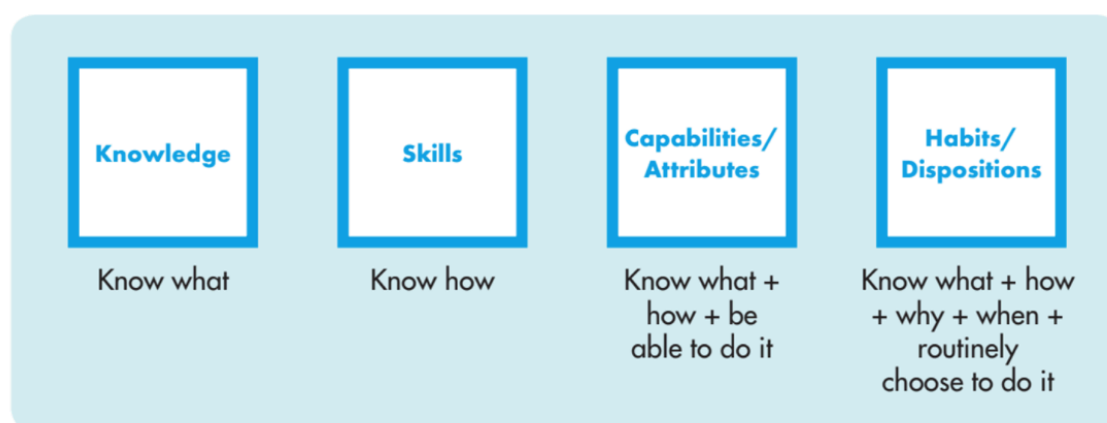 Knowledge
Know what
Skills
Know how
Capabilities/
Attributes
Know what +
how + be
able to do it
Habits/
Dispositions
Know what + how
+ why + when +
routinely
choose to do it